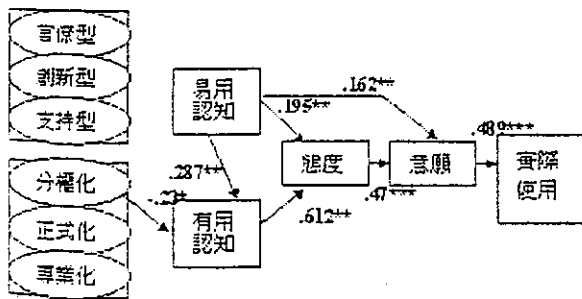 官僚型
創新型
支持型
易用
認知
.162**
.195**
.489***
態度
意願
實際
使用
.287**
.47***
分權化
-.23*
有用
認知
.612**
正式化
專業化